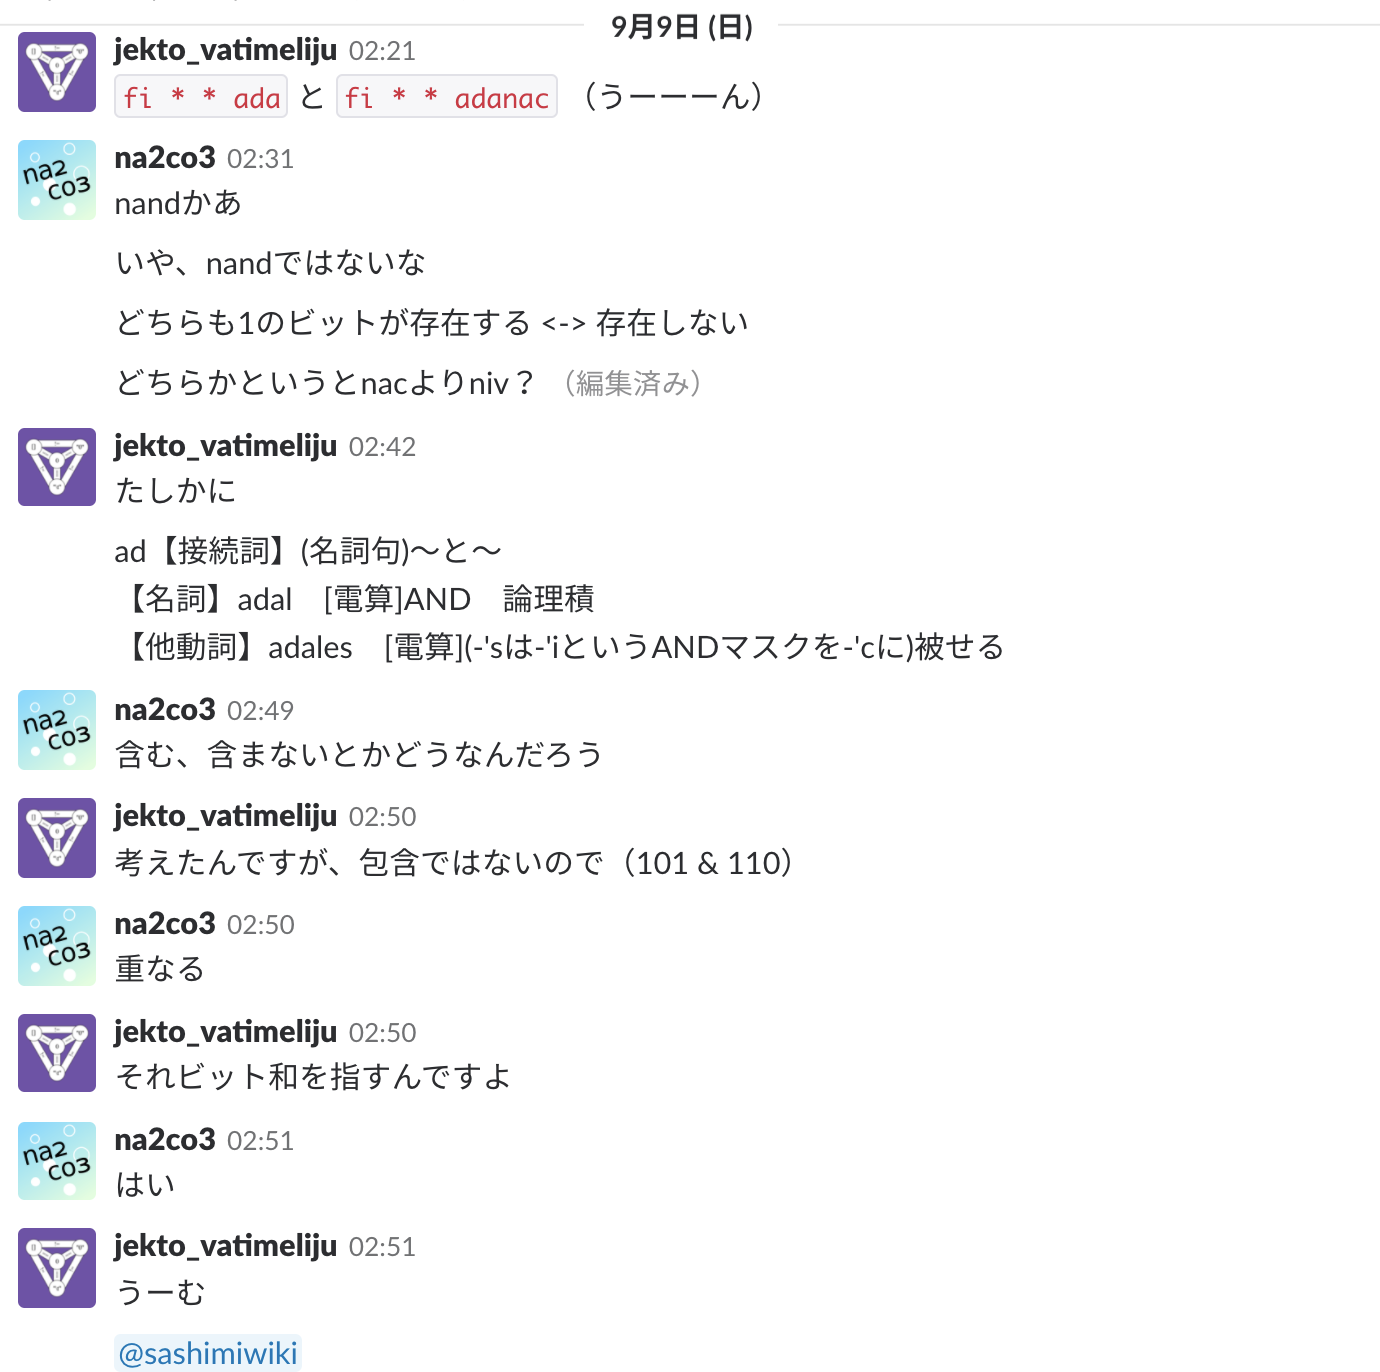 9月9日 (日)
jekto_vatimeliju 02:21
fi * * ada と fi * * adanac （うーーーん）
na2co3 02:31
nandかあ
いや、nandではないな
どちらも1のビットが存在する <-> 存在しない
どちらかというとnacよりniv？ （編集済み）
jekto_vatimeliju 02:42
たしかに
ad【接続詞】(名詞句)〜と〜
【名詞】adal　[電算]AND　論理積
【他動詞】adales　[電算](-'sは-'iというANDマスクを-'cに)被せる
na2co3 02:49
含む、含まないとかどうなんだろう
jekto_vatimeliju 02:50
考えたんですが、包含ではないので（101 & 110）
na2co3 02:50
重なる
jekto_vatimeliju 02:50
それビット和を指すんですよ
na2co3 02:51
はい
jekto_vatimeliju 02:51
うーむ
@sashimiwiki
na2
co3
na2
co3
na2
co3
na2
co3